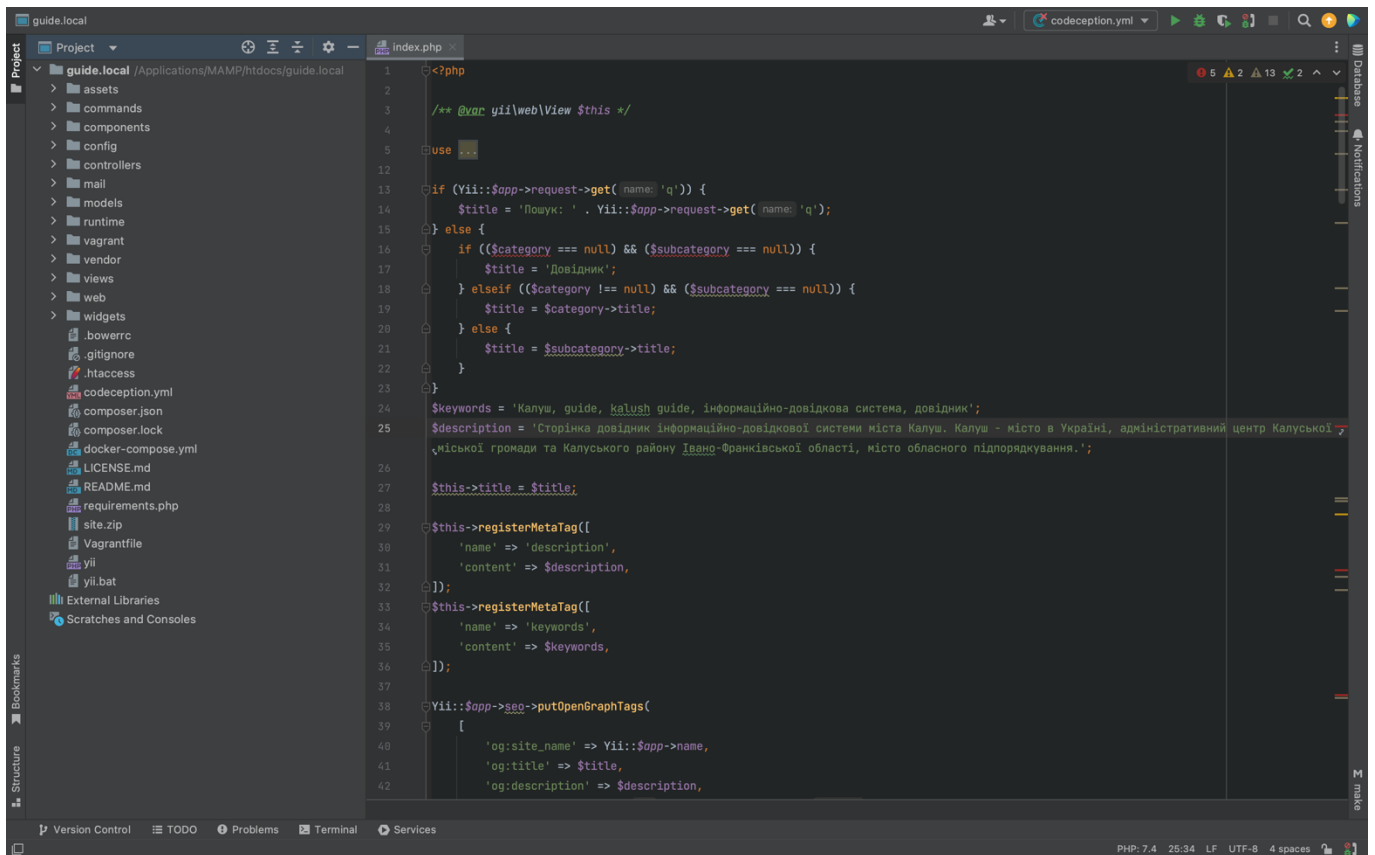 guide.local
codeception.yml
Project
index.php
5 2 13 2
Project
guide.local /Applications/MAMP/htdocs/guide.local
assets
commands
components
config
controllers
mail
models
runtime
vagrant
vendor
views
web
widgets
.bowerrc
.gitignore
.htaccess
codeception.yml
composer.json
composer.lock
docker-compose.yml
LICENSE.md
README.md
requirements.php
site.zip
Vagrantfile
yii
yii.bat
External Libraries
Scratches and Consoles
Bookmarks
Structure
1 <?php
2
3 /** @var yii\web\View $this */
4
5 use ...
12
13 if (Yii::$app->request->get( name: 'q')) {
14 $title = 'Пошук: ' . Yii::$app->request->get( name: 'q');
15 } else {
16 if (($category === null) && ($subcategory === null)) {
17 $title = 'Довідник';
18 } elseif (($category !== null) && ($subcategory === null)) {
19 $title = $category->title;
20 } else {
21 $title = $subcategory->title;
22 }
23 }
24 $keywords = 'Калуш, guide, kalush guide, інформаційно-довідкова система, довідник';
25 $description = 'Сторінка довідник інформаційно-довідкової системи міста Калуш. Калуш - місто в Україні, адміністративний центр Калуської
міської громади та Калуського району Івано-Франківської області, місто обласного підпорядкування.';
26
27 $this->title = $title;
28
29 $this->registerMetaTag([
30 'name' => 'description',
31 'content' => $description,
32 ]);
33 $this->registerMetaTag([
34 'name' => 'keywords',
35 'content' => $keywords,
36 ]);
37
38 Yii::$app->seo->putOpenGraphTags(
39 [
40 'og:site_name' => Yii::$app->name,
41 'og:title' => $title,
42 'og:description' => $description,
Database
Notifications
M make
Version Control TODO Problems Terminal Services
PHP: 7.4 25:34 LF UTF-8 4 spaces